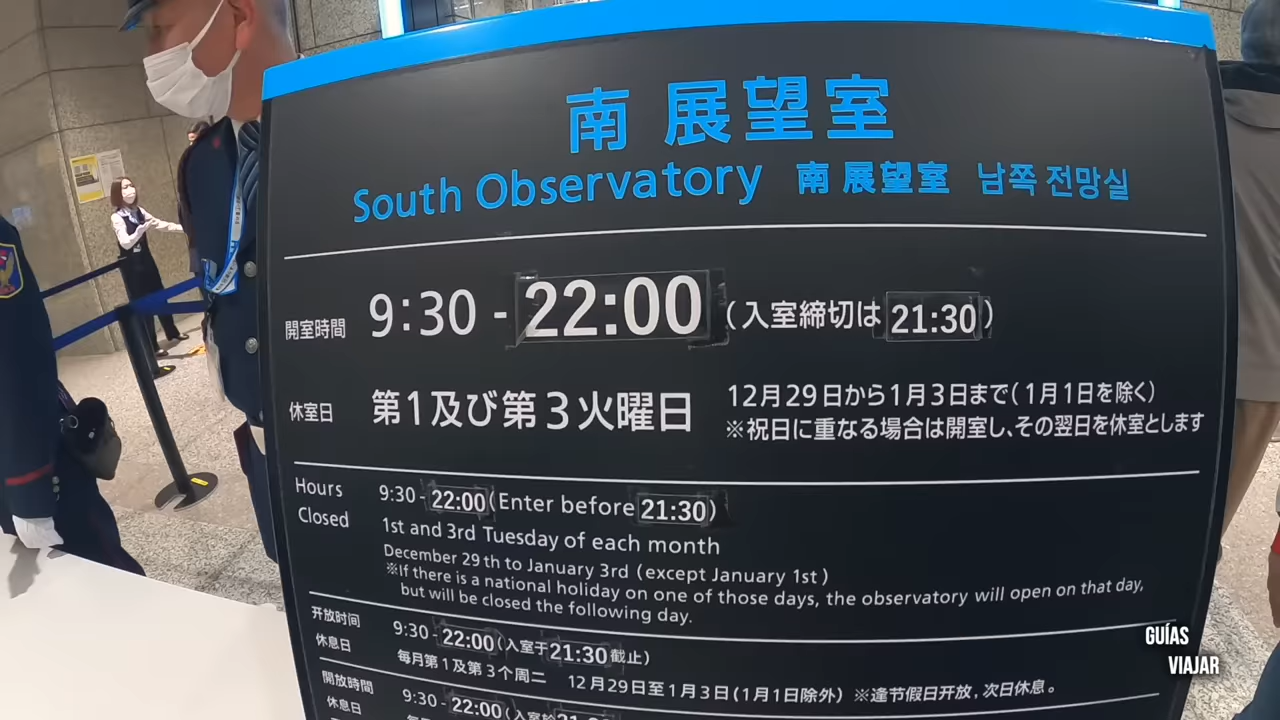 南 展望室
South Observatory 南 展望室 남쪽 전망실
開室時間 9:30 - 22:00 (入室締切は 21:30)
休室日 第1及び第3火曜日 12月29日から1月3日まで(1月1日を除く)
※祝日に重なる場合は開室し、その翌日を休室とします
Hours 9:30 - 22:00 (Enter before 21:30)
Closed 1st and 3rd Tuesday of each month
December 29th to January 3rd (except January 1st)
※If there is a national holiday on one of those days, the observatory will open on that day,
but will be closed the following day.
开放时间 9:30 - 22:00 (入室于 21:30 截止)
休息日 每月第1及第3个周二 12月29日至1月3日(1月1日除外) ※逢节假日开放，次日休息。
開放時間 9:30 - 22:00 (入室於
休息日
GUÍAS
VIAJAR